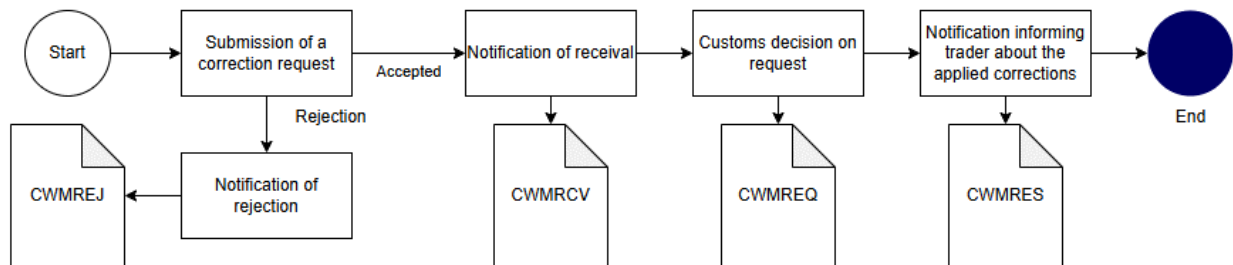 Start
Submission of a
correction request
Accepted
Notification of receival
Customs decision on
request
Notification informing
trader about the
applied corrections
End
Rejection
Notification of
rejection
CWMREJ
CWMRCV
CWMREQ
CWMRES